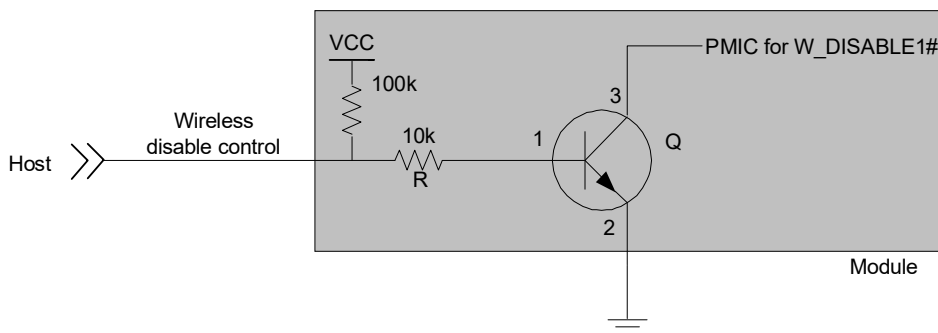 VCC
100k
PMIC for W_DISABLE1#
3
Wireless
disable control
10k
1
Q
Host
R
2
Module